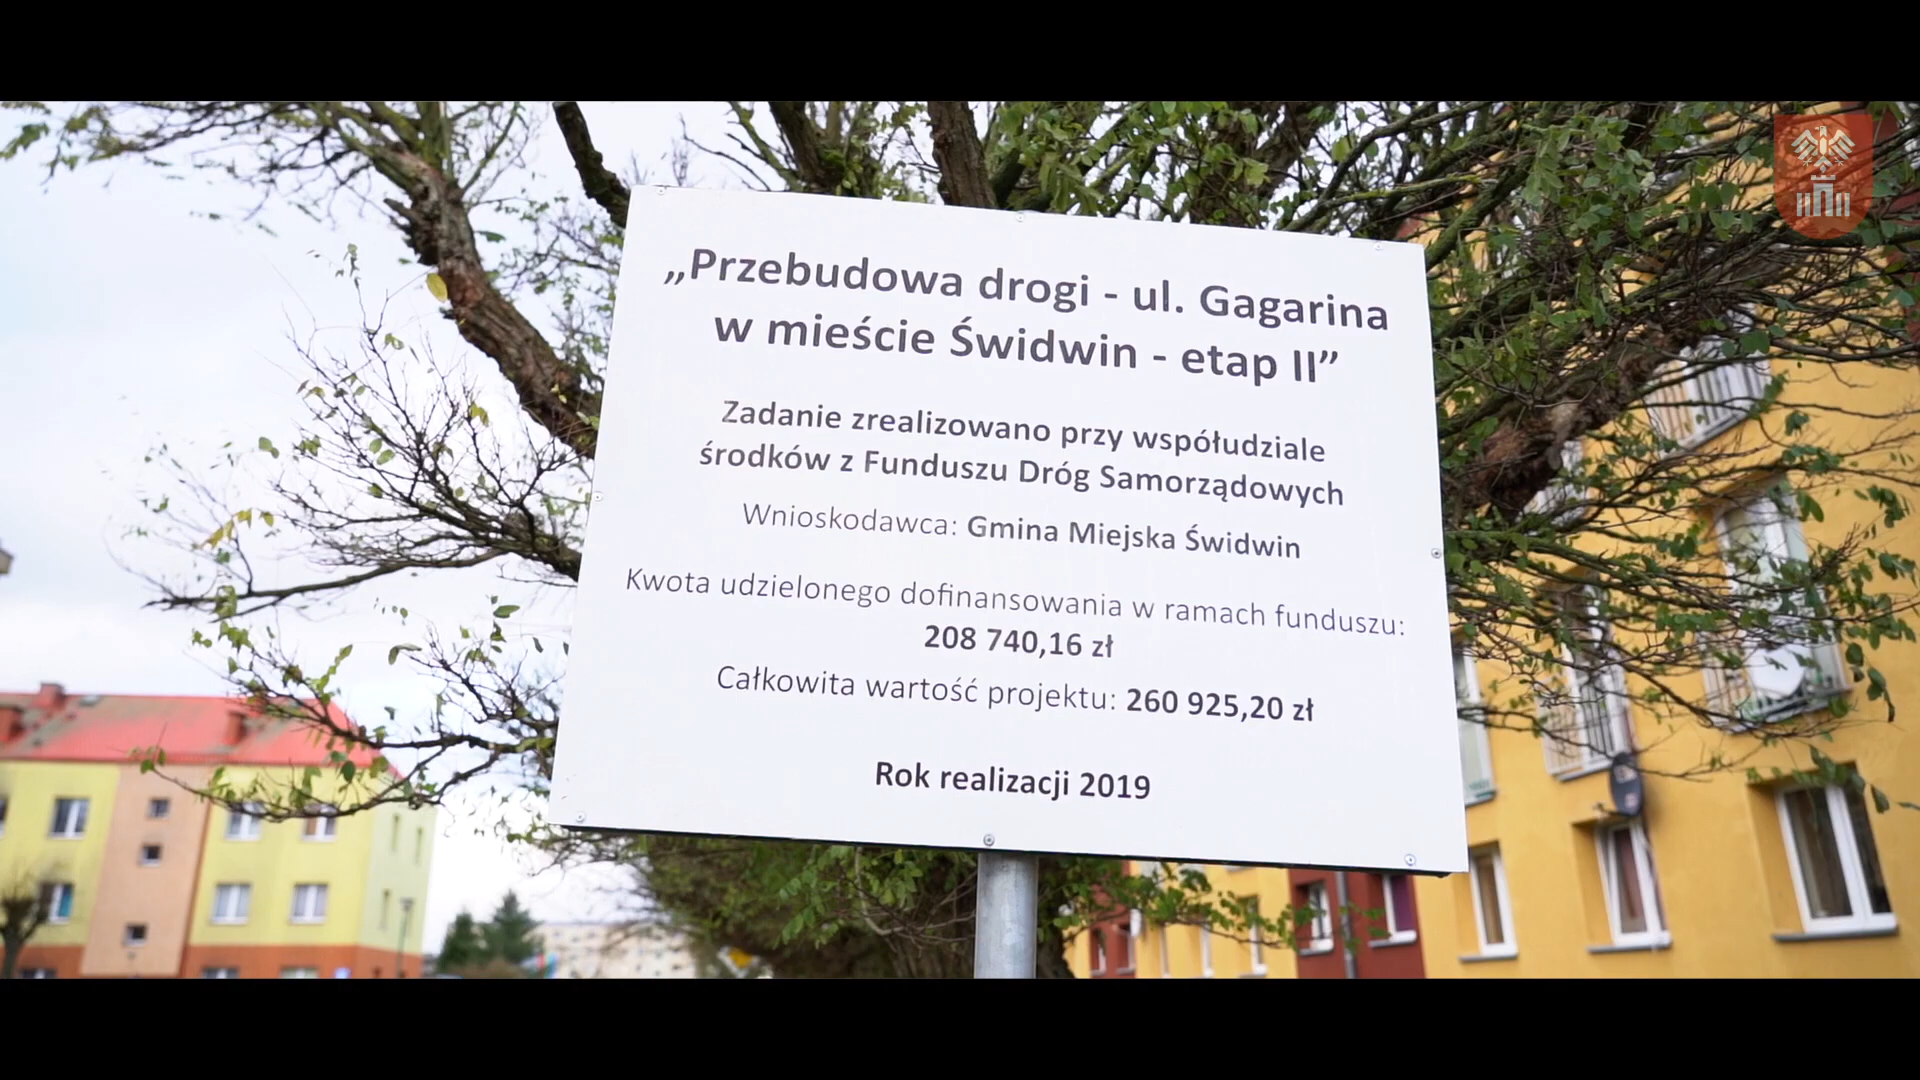 „Przebudowa drogi - ul. Gagarina
w mieście Świdwin - etap II”
Zadanie zrealizowano przy współudziale
środków z Funduszu Dróg Samorządowych
Wnioskodawca: Gmina Miejska Świdwin
Kwota udzielonego dofinansowania w ramach funduszu:
208 740,16 zł
Całkowita wartość projektu: 260 925,20 zł
Rok realizacji 2019